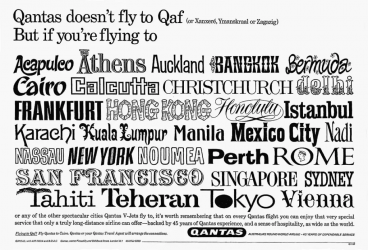 Qantas doesn't fly to Qaf (or Xanxeré, Ymanskraal or Zagazig)
But if you're flying to
Acapulco Athens Auckland BANGKOK Bermuda
Cairo Calcutta CHRISTCHURCH delhi
FRANKFURT HONG KONG Honolulu Istanbul
Karachi Kuala Lumpur Manila Mexico City Nadi
NASSAU NEW YORK NOUMEA Perth ROME
SAN FRANCISCO SINGAPORE SYDNEY
Tahiti Teheran Tokyo Vienna
or any of the other spectacular cities Qantas V-Jets fly to, it's worth remembering that on every Qantas flight you can enjoy that very special
service that only a truly long-distance airline can offer—backed by 45 years of Qantas experience, and a sense of hospitality, as wide as the world.
QANTAS